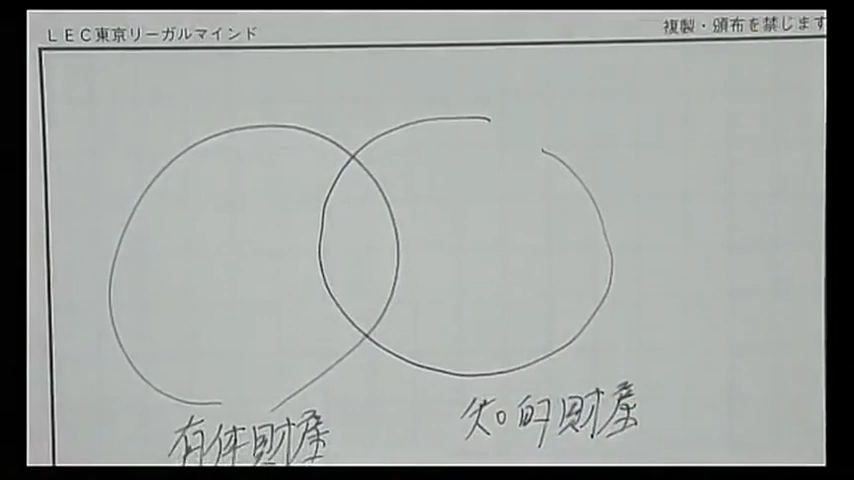 ＬＥＣ東京リーガルマインド
複製・頒布を禁じます
有体財産
知的財産